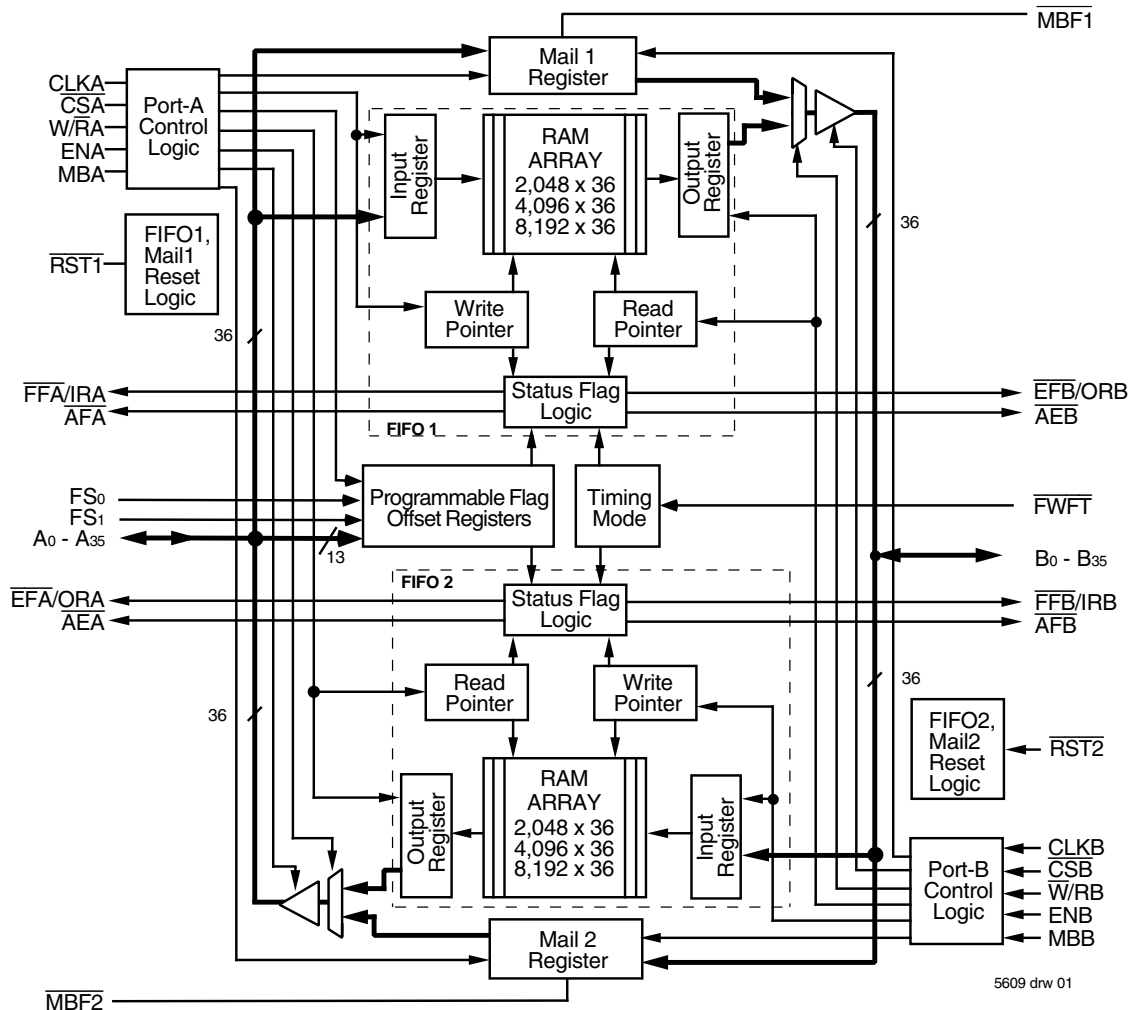 MBF1
Mail 1
Register
CLKA
CSA
W/RA
ENA
MBA
Port-A
Control
Logic
Input
Register
RAM
ARRAY
2,048 x 36
4,096 x 36
8,192 x 36
Output
Register
36
RST1
FIFO1,
Mail1
Reset
Logic
36
Write
Pointer
Read
Pointer
FFA/IRA
AFA
Status Flag
Logic
EFB/ORB
AEB
FIFO 1
FS0
FS1
A0 - A35
Programmable Flag
Offset Registers
13
Timing
Mode
FWFT
B0 - B35
FIFO 2
EFA/ORA
AEA
Status Flag
Logic
FFB/IRB
AFB
36
Read
Pointer
Write
Pointer
36
FIFO2,
Mail2
Reset
Logic
RST2
Output
Register
RAM
ARRAY
2,048 x 36
4,096 x 36
8,192 x 36
Input
Register
Port-B
Control
Logic
CLKB
CSB
W/RB
ENB
MBB
Mail 2
Register
MBF2
5609 drw 01